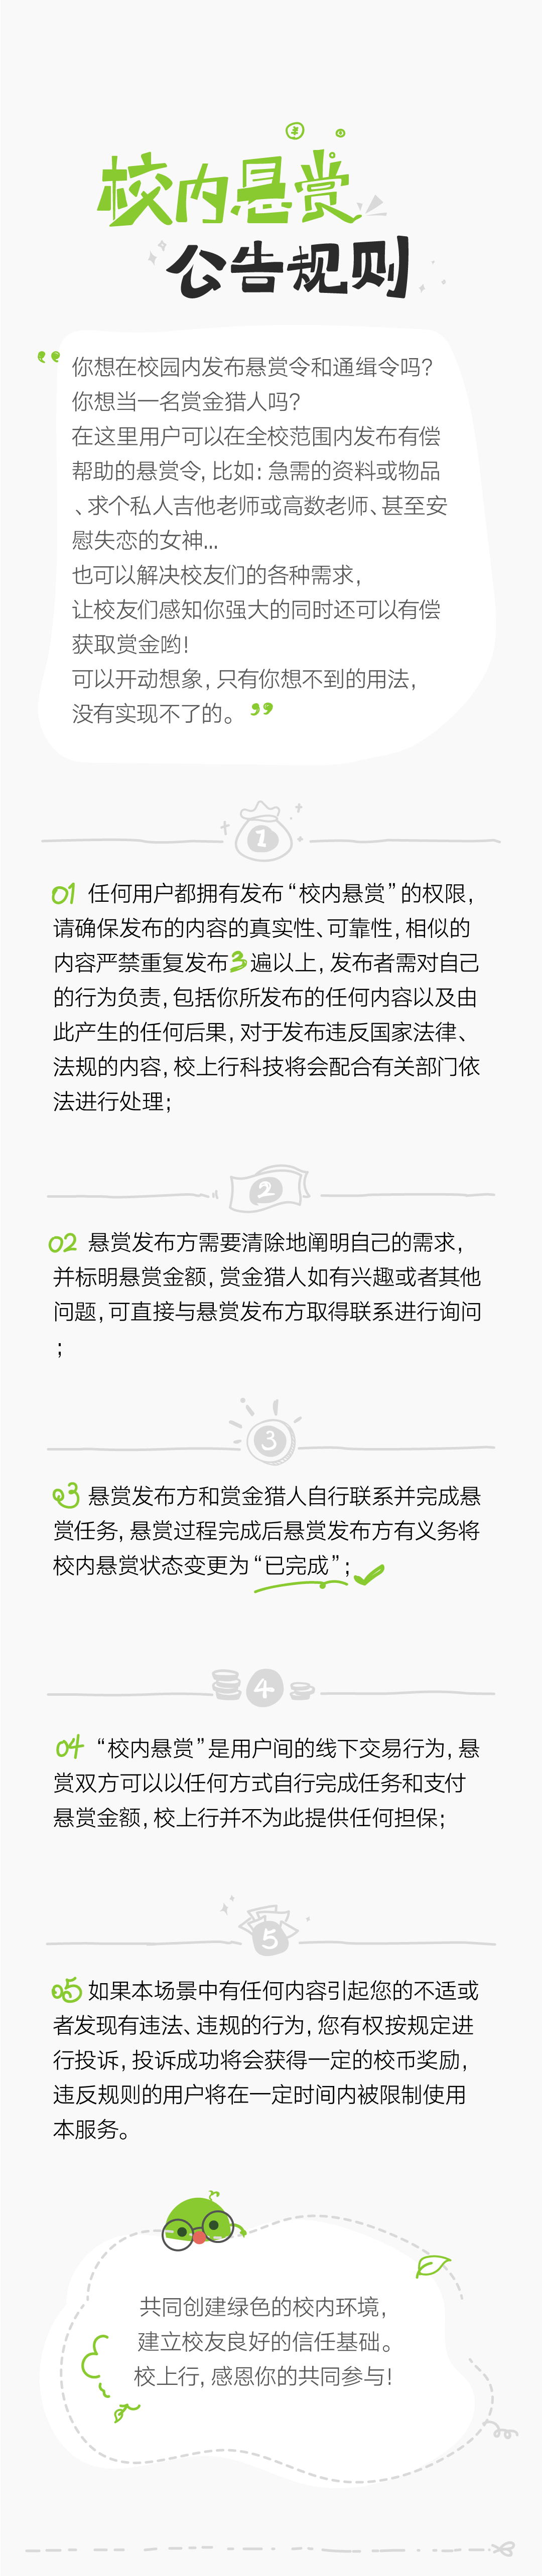 校内悬赏
公告规则
“ 你想在校园内发布悬赏令和通缉令吗?
你想当一名赏金猎人吗?
在这里用户可以在全校范围内发布有偿
帮助的悬赏令,比如:急需的资料或物品
、求个私人吉他老师或高数老师、甚至安
慰失恋的女神...
也可以解决校友们的各种需求,
让校友们感知你强大的同时还可以有偿
获取赏金哟!
可以开动想象,只有你想不到的用法,
没有实现不了的。 ”
1
01 任何用户都拥有发布“校内悬赏”的权限,
请确保发布的内容的真实性、可靠性,相似的
内容严禁重复发布3遍以上,发布者需对自己
的行为负责,包括你所发布的任何内容以及由
此产生的任何后果,对于发布违反国家法律、
法规的内容,校上行科技将会配合有关部门依
法进行处理;
2
02 悬赏发布方需要清除地阐明自己的需求,
并标明悬赏金额,赏金猎人如有兴趣或者其他
问题,可直接与悬赏发布方取得联系进行询问
;
3
03 悬赏发布方和赏金猎人自行联系并完成悬
赏任务,悬赏过程完成后悬赏发布方有义务将
校内悬赏状态变更为“已完成”;
4
04 “校内悬赏”是用户间的线下交易行为,悬
赏双方可以以任何方式自行完成任务和支付
悬赏金额,校上行并不为此提供任何担保;
5
05 如果本场景中有任何内容引起您的不适或
者发现有违法、违规的行为,您有权按规定进
行投诉,投诉成功将会获得一定的校币奖励,
违反规则的用户将在一定时间内被限制使用
本服务。
共同创建绿色的校内环境,
建立校友良好的信任基础。
校上行,感恩你的共同参与!